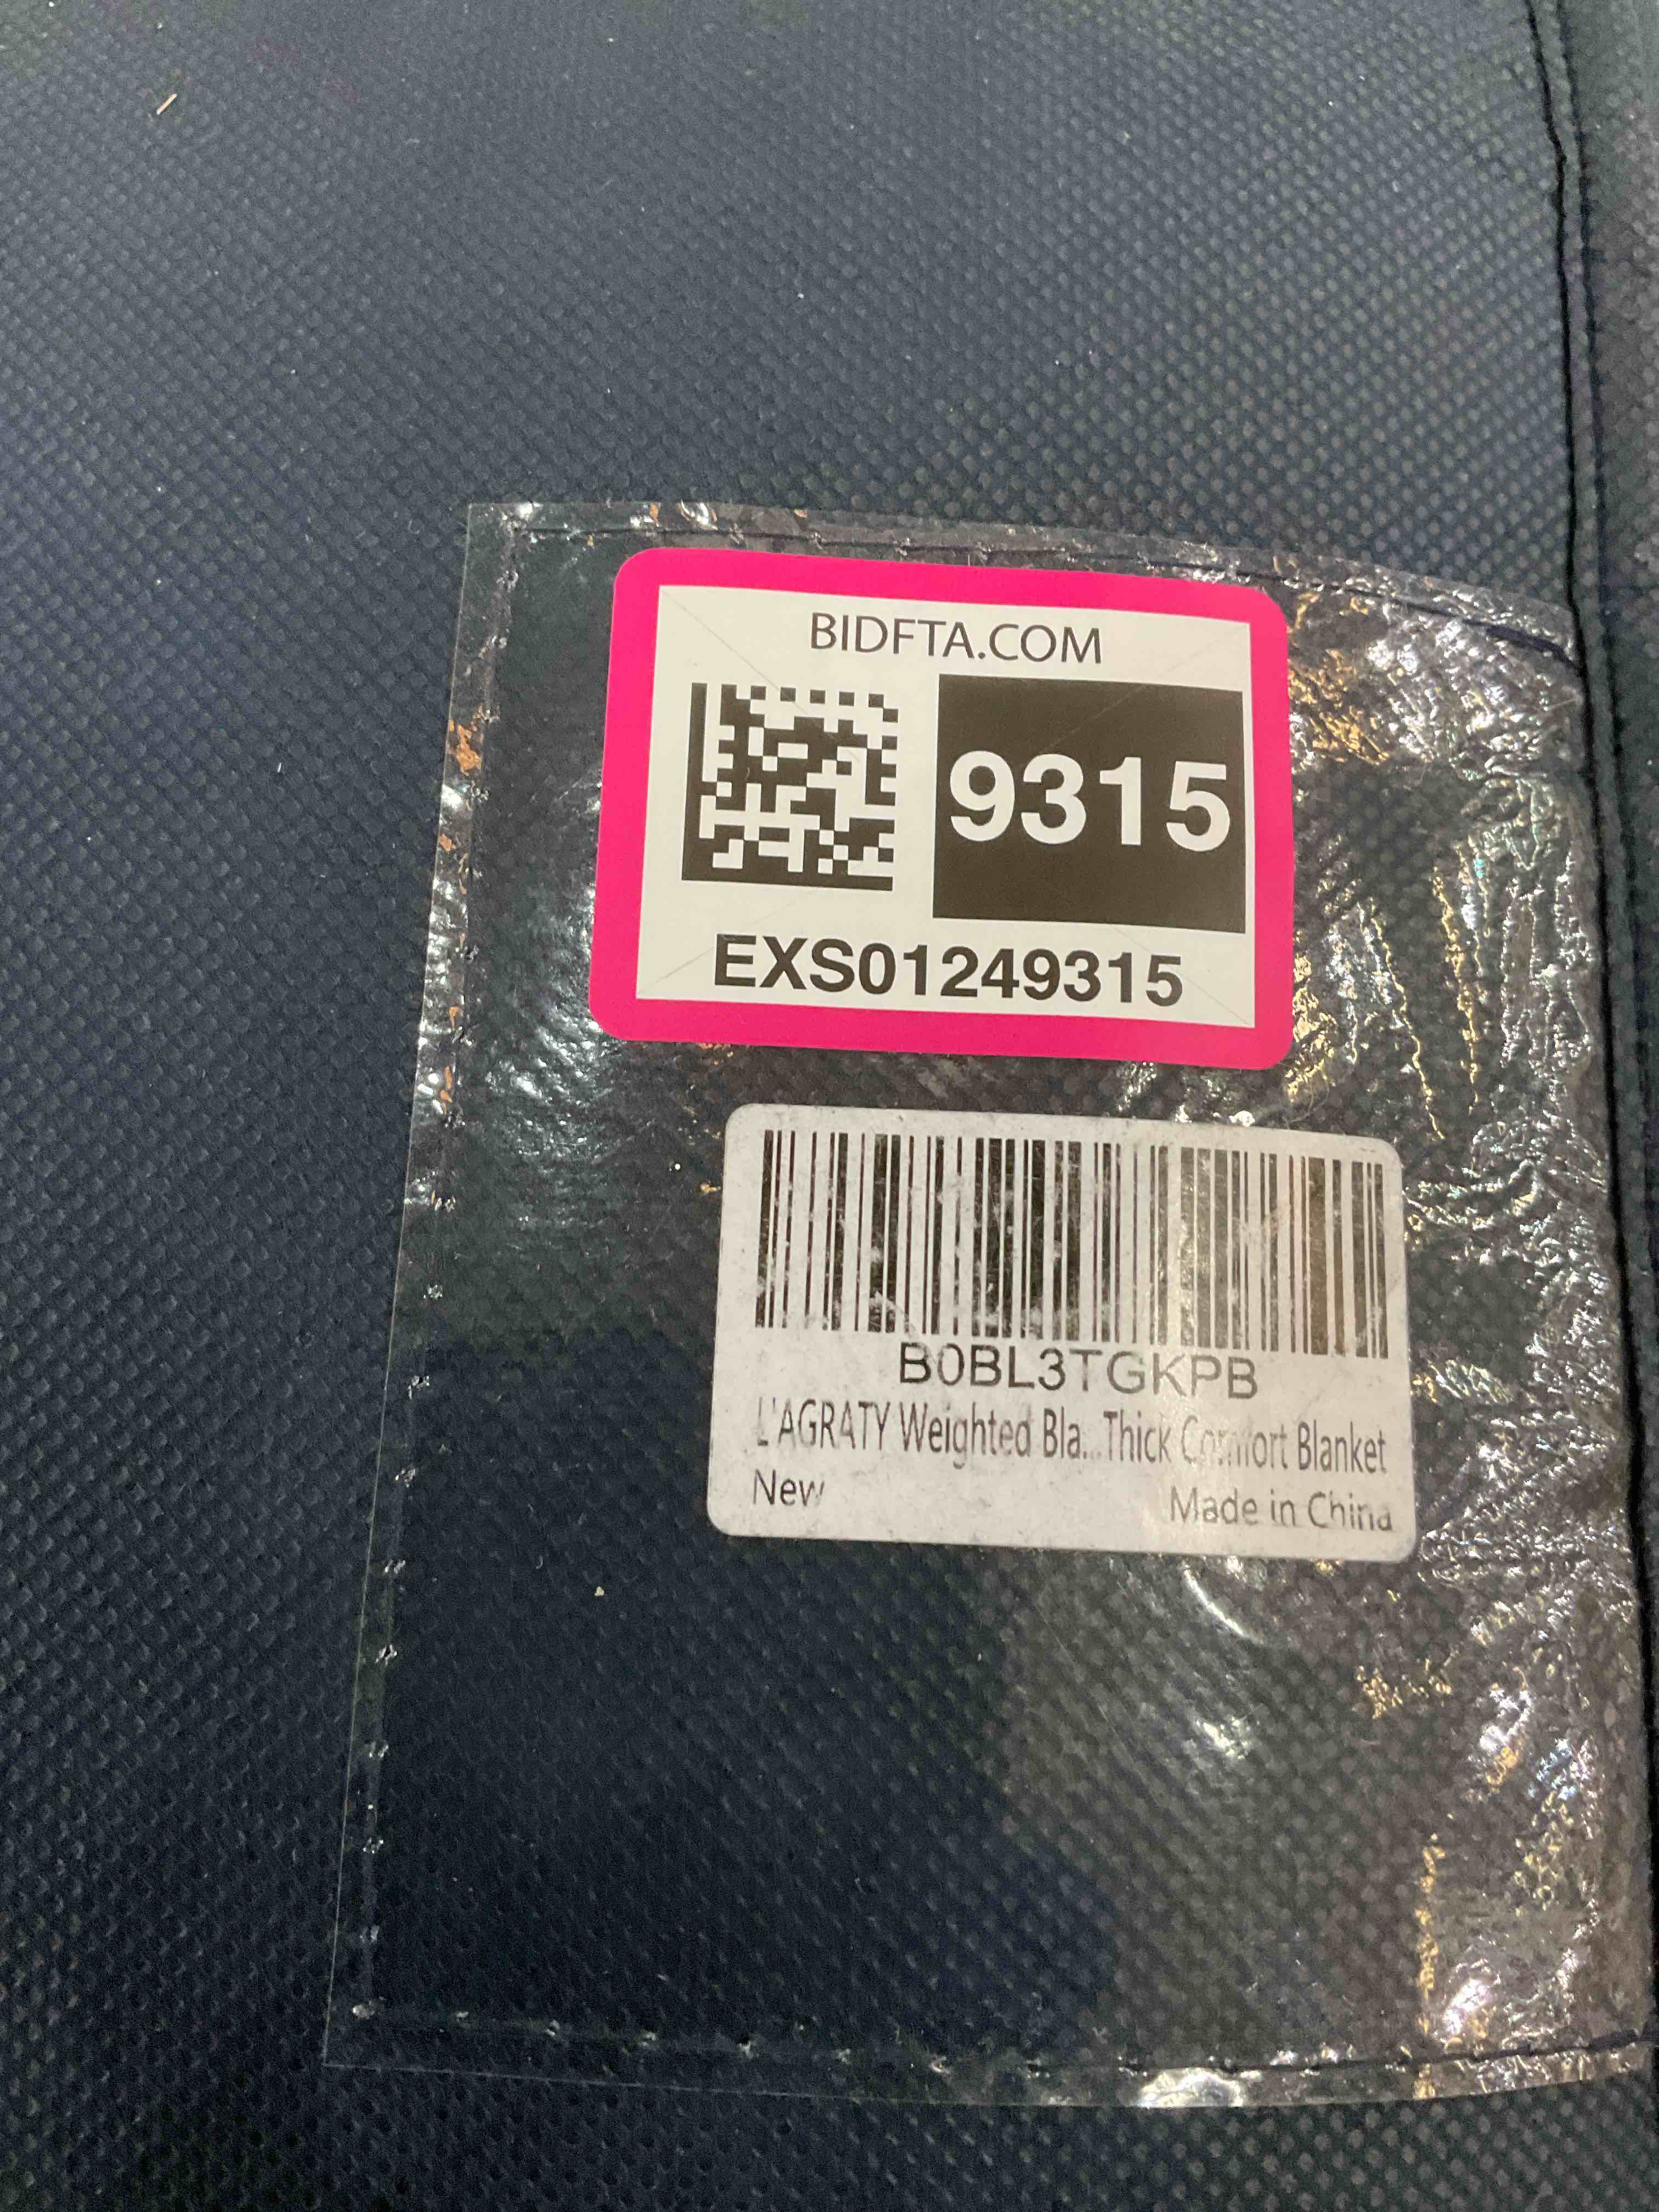 BIDFTA.COM
9315
EXS01249315
B0BL3TGKPB
L'AGRATY Weighted Bla...Thick Comfort Blanket
New
Made in China